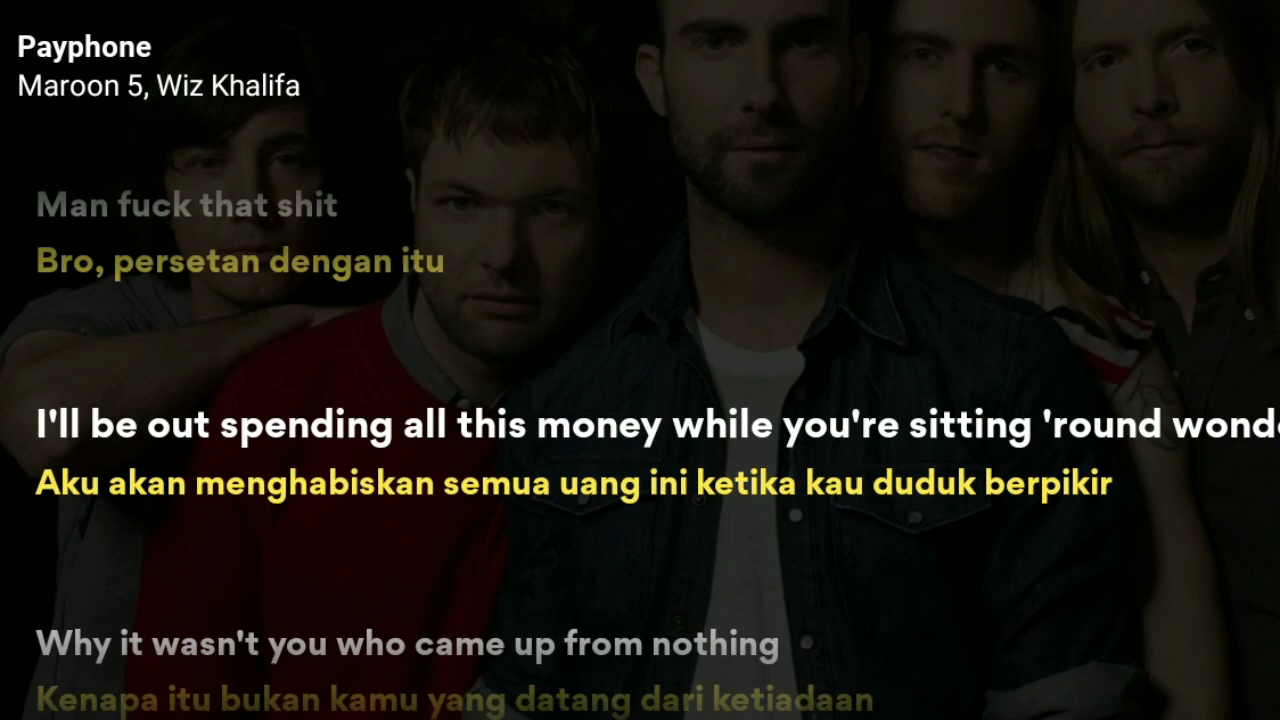 Payphone
Maroon 5, Wiz Khalifa
Man fuck that shit
Bro, persetan dengan itu
I'll be out spending all this money while you're sitting 'round
Aku akan menghabiskan semua uang ini ketika kau duduk berpikir
Why it wasn't you who came up from nothing
Kenapa itu bukan kamu yang datang dari ketiadaan